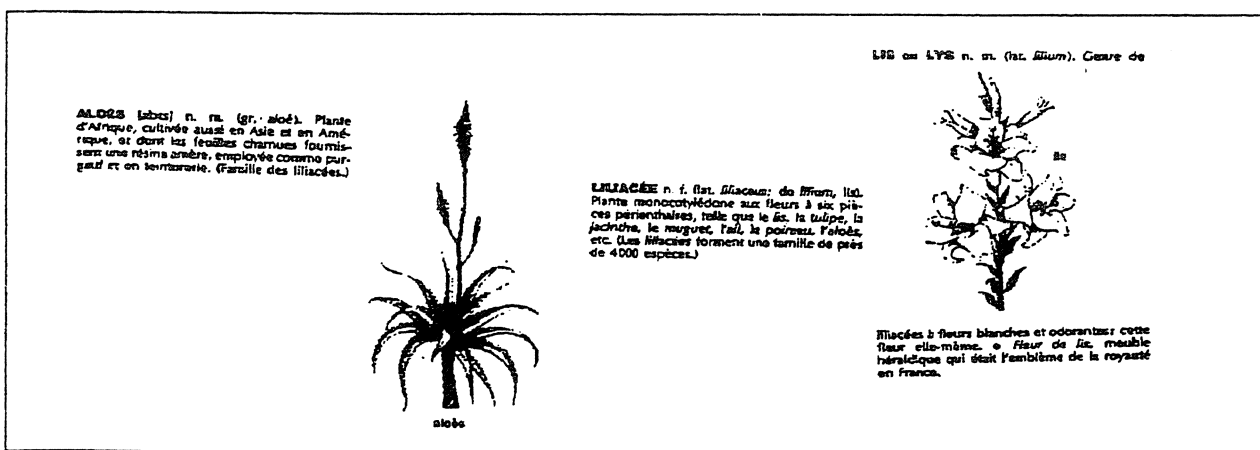 ALOÈS [alɔɛs] n. m. (gr. aloê). Plante
d'Afrique, cultivée aussi en Asie et en Amé-
rique, et dont les feuilles charnues fournis-
sent une résine amère, employée comme pur-
gatif et en teinturerie. (Famille des liliacées.)
aloès
LILIACÉE n. f. (lat. liliaceus; de lilium, lis).
Plante monocotylédone aux fleurs à six piè-
ces périanthaires, telle que le lis, la tulipe, la
jacinthe, le muguet, l'ail, le poireau, l'aloès,
etc. (Les liliacées forment une famille de près
de 4000 espèces.)
LIS ou LYS n. m. (lat. lilium). Genre de
lis
liliacées à fleurs blanches et odorantes; cette
fleur elle-même. ● Fleur de lis, meuble
héraldique qui était l'emblème de la royauté
en France.